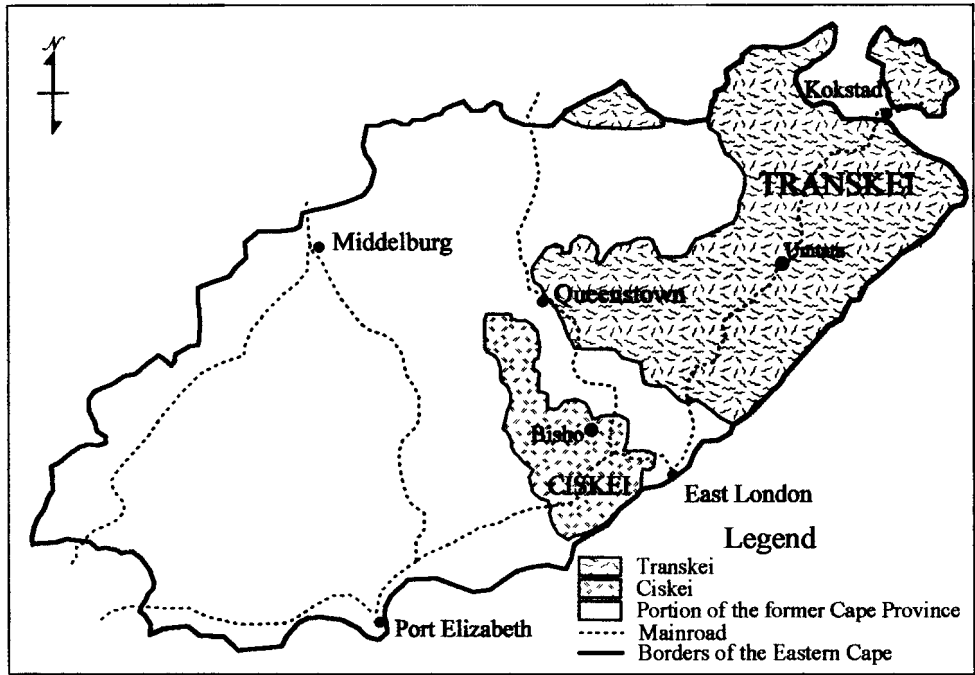 N
Kokstad
TRANSKEI
Middelburg
Umtata
Queenstown
Bisho
CISKEI
East London
Legend
Transkei
Ciskei
Portion of the former Cape Province
Mainroad
Borders of the Eastern Cape
Port Elizabeth